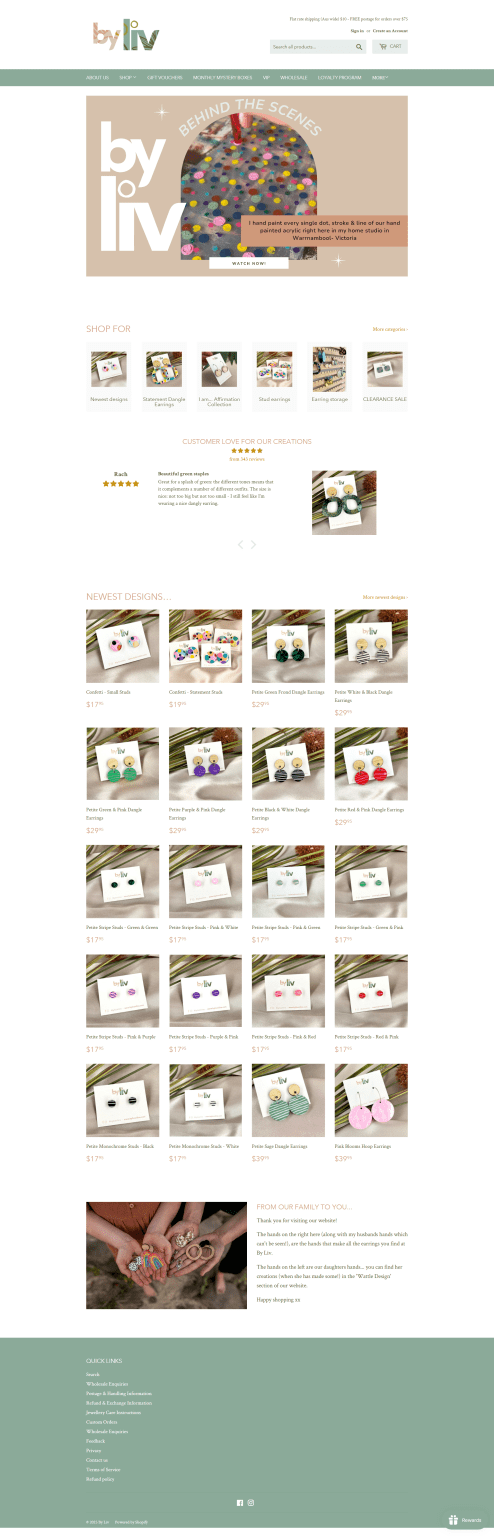 by liv
Flat rate shipping (Aus wide) $10 - FREE postage for orders over $75
Sign in or Create an Account
Search all products...
CART
ABOUT US SHOP GIFT VOUCHERS MONTHLY MYSTERY BOXES VIP WHOLESALE LOYALTY PROGRAM MORE
BEHIND THE SCENES
by
liv
I hand paint every single dot, stroke & line of our hand
painted acrylic right here in my home studio in
Warrnambool- Victoria
WATCH NOW!
SHOP FOR
More categories ›
Newest designs
Statement Dangle
Earrings
I am... Affirmation
Collection
Stud earrings
Earring storage
CLEARANCE SALE
CUSTOMER LOVE FOR OUR CREATIONS
from 343 reviews
Rach
Beautiful green staples
Great for a splash of green: the different tones means that
it complements a number of different outfits. The size is
nice: not too big but not too small - I still feel like I'm
wearing a nice dangly earring.
NEWEST DESIGNS...
More newest designs ›
Confetti - Small Studs
$17.95
Confetti - Statement Studs
$19.95
Petite Green Frond Dangle Earrings
$29.95
Petite White & Black Dangle
Earrings
$29.95
Petite Green & Pink Dangle
Earrings
$29.95
Petite Purple & Pink Dangle
Earrings
$29.95
Petite Black & White Dangle
Earrings
$29.95
Petite Red & Pink Dangle Earrings
$29.95
Petite Stripe Studs - Green & Green
$17.95
Petite Stripe Studs - Pink & White
$17.95
Petite Stripe Studs - Pink & Green
$17.95
Petite Stripe Studs - Green & Pink
$17.95
Petite Stripe Studs - Pink & Purple
$17.95
Petite Stripe Studs - Purple & Pink
$17.95
Petite Stripe Studs - Pink & Red
$17.95
Petite Stripe Studs - Red & Pink
$17.95
Petite Monochrome Studs - Black
$17.95
Petite Monochrome Studs - White
$17.95
Petite Sage Dangle Earrings
$39.95
Pink Blooms Hoop Earrings
$39.95
FROM OUR FAMILY TO YOU...
Thank you for visiting our website!
The hands on the right here (along with my husbands hands which
can't be seen!), are the hands that make all the earrings you find at
By Liv.
The hands on the left are our daughters hands... you can find her
creations (when she has made some!) in the 'Wattle Design'
section of our website.
Happy shopping xx
QUICK LINKS
Search
Wholesale Enquiries
Postage & Handling Information
Refund & Exchange Information
Jewellery Care Instructions
Custom Orders
Wholesale Enquiries
Feedback
Privacy
Contact us
Terms of Service
Refund policy
Powered by Shopify
Rewards